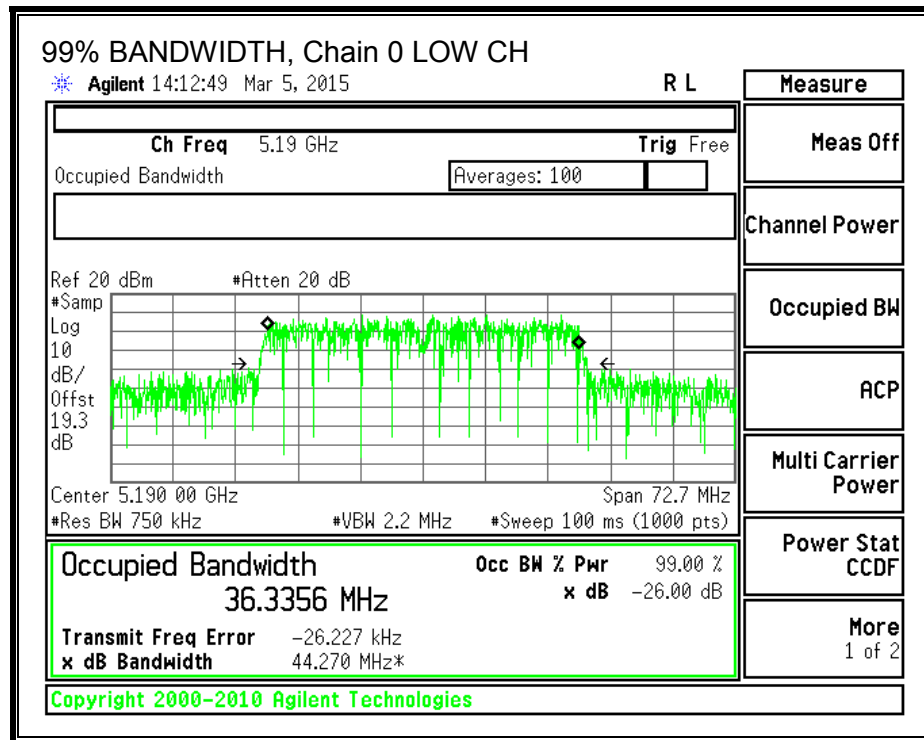 99% BANDWIDTH, Chain 0 LOW CH
Agilent 14:12:49 Mar 5, 2015 R L
Measure
Ch Freq 5.19 GHz Trig Free
Meas Off
Occupied Bandwidth Averages: 100
Channel Power
Ref 20 dBm #Atten 20 dB
#Samp
Log
10
dB/
Offst
19.3
dB
Occupied BW
ACP
Center 5.190 00 GHz Span 72.7 MHz
#Res BW 750 kHz #VBW 2.2 MHz #Sweep 100 ms (1000 pts)
Multi Carrier
Power
Occupied Bandwidth Occ BW % Pwr 99.00 %
36.3356 MHz x dB -26.00 dB
Power Stat
CCDF
Transmit Freq Error -26.227 kHz
x dB Bandwidth 44.270 MHz*
More
1 of 2
Copyright 2000-2010 Agilent Technologies